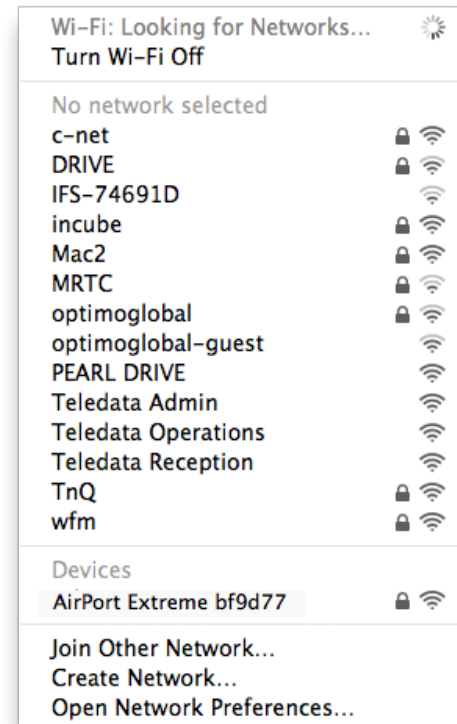 Wi-Fi: Looking for Networks...
Turn Wi-Fi Off
No network selected
c-net
DRIVE
IFS-74691D
incube
Mac2
MRTC
optimoglobal
optimoglobal-guest
PEARL DRIVE
Teledata Admin
Teledata Operations
Teledata Reception
TnQ
wfm
Devices
AirPort Extreme bf9d77
Join Other Network...
Create Network...
Open Network Preferences...